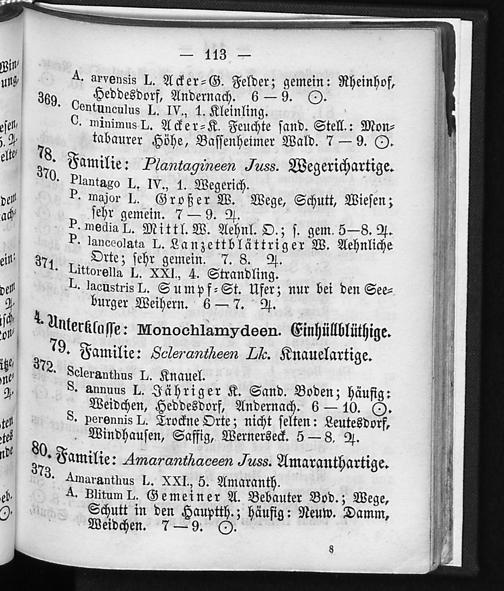 — 113 —
A. arvensis L. Acker=G. Felder; gemein: Rheinhof,
Heddesdorf, Andernach. 6—9. ☉.
369. Centunculus L. IV., 1. Kleinling.
C. minimus L. Acker=K. Feuchte sand. Stell.: Mon=
tabaurer Höhe, Bassenheimer Wald. 7—9. ☉.
78. Familie: Plantagineen Juss. Wegerichartige.
370. Plantago L. IV., 1. Wegerich.
P. major L. Großer W. Wege, Schutt, Wiesen;
sehr gemein. 7—9. ♃.
P. media L. Mittl. W. Aehnl. O.; s. gem. 5—8. ♃.
P. lanceolata L. Lanzettblättriger W. Aehnliche
Orte; sehr gemein. 7. 8. ♃.
371. Littorella L. XXI., 4. Strandling.
L. lacustris L. Sumpf=St. Ufer; nur bei den See=
burger Weihern. 6—7. ♃.
4. Unterklasse: Monochlamydeen. Einhüllblüthige.
79. Familie: Sclerantheen Lk. Knauelartige.
372. Scleranthus L. Knauel.
S. annuus L. Jähriger K. Sand. Boden; häufig:
Weidchen, Heddesdorf, Andernach. 6—10. ☉.
S. perennis L. Trockne Orte; nicht selten: Leutesdorf,
Windhausen, Saffig, Wernerseck. 5—8. ♃.
80. Familie: Amaranthaceen Juss. Amaranthartige.
373. Amaranthus L. XXI., 5. Amaranth.
A. Blitum L. Gemeiner A. Bebauter Bod.; Wege,
Schutt in den Hauptth.; häufig: Neuw. Damm,
Weidchen. 7—9. ☉.
8